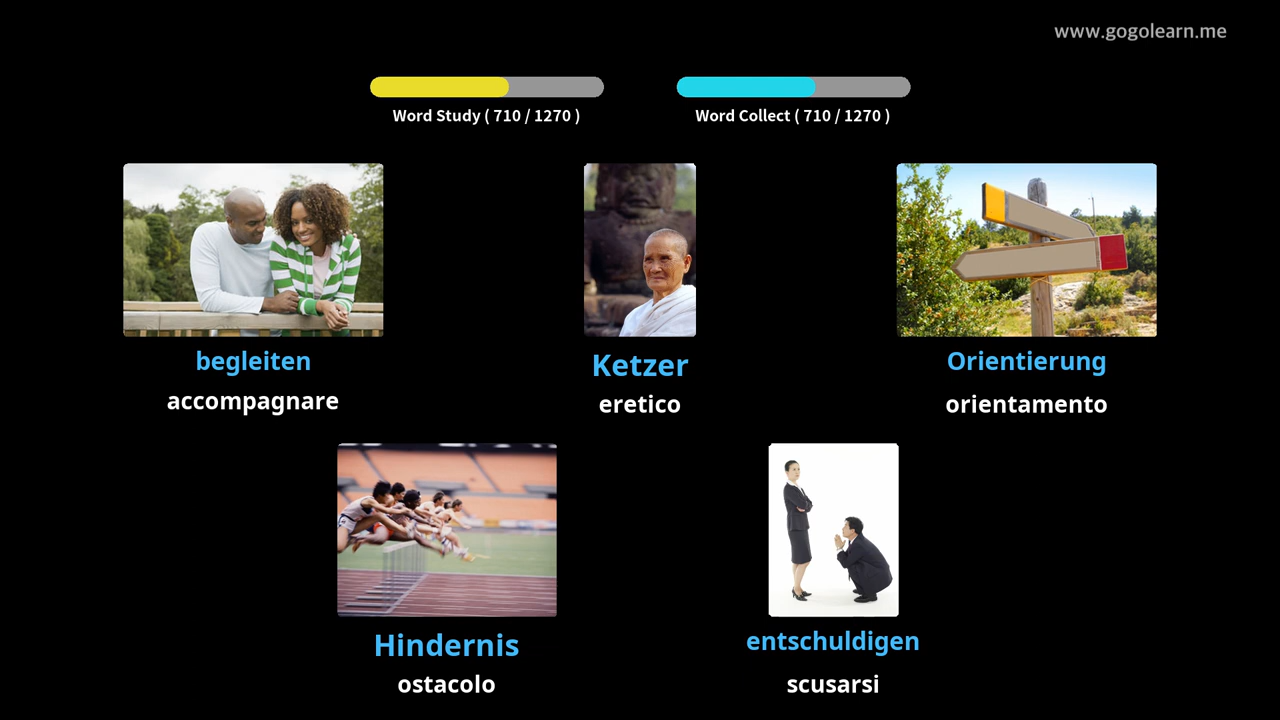 www.gogolearn.me
Word Study ( 710 / 1270 )
Word Collect ( 710 / 1270 )
begleiten
accompagnare
Ketzer
eretico
Orientierung
orientamento
Hindernis
ostacolo
entschuldigen
scusarsi